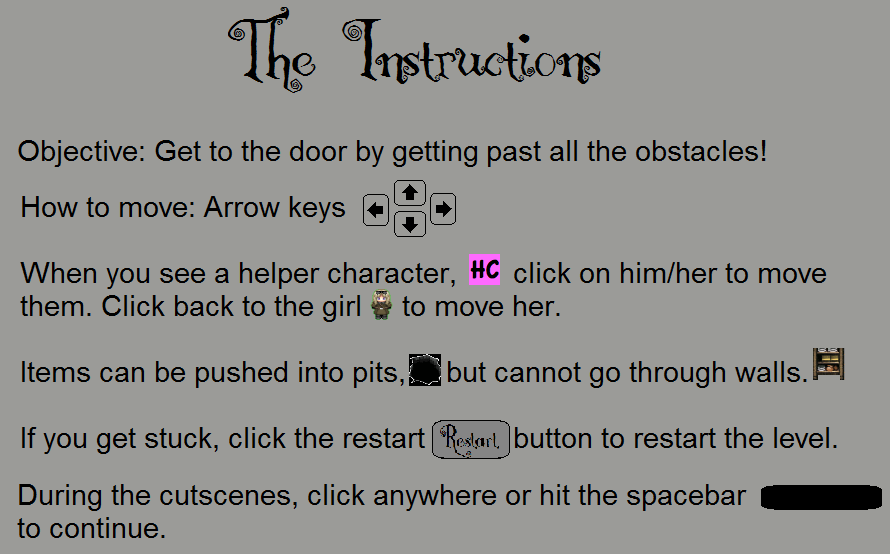 The Instructions
Objective: Get to the door by getting past all the obstacles!
How to move: Arrow keys
When you see a helper character, HC click on him/her to move
them. Click back to the girl to move her.
Items can be pushed into pits, but cannot go through walls.
If you get stuck, click the restart Restart button to restart the level.
During the cutscenes, click anywhere or hit the spacebar
to continue.